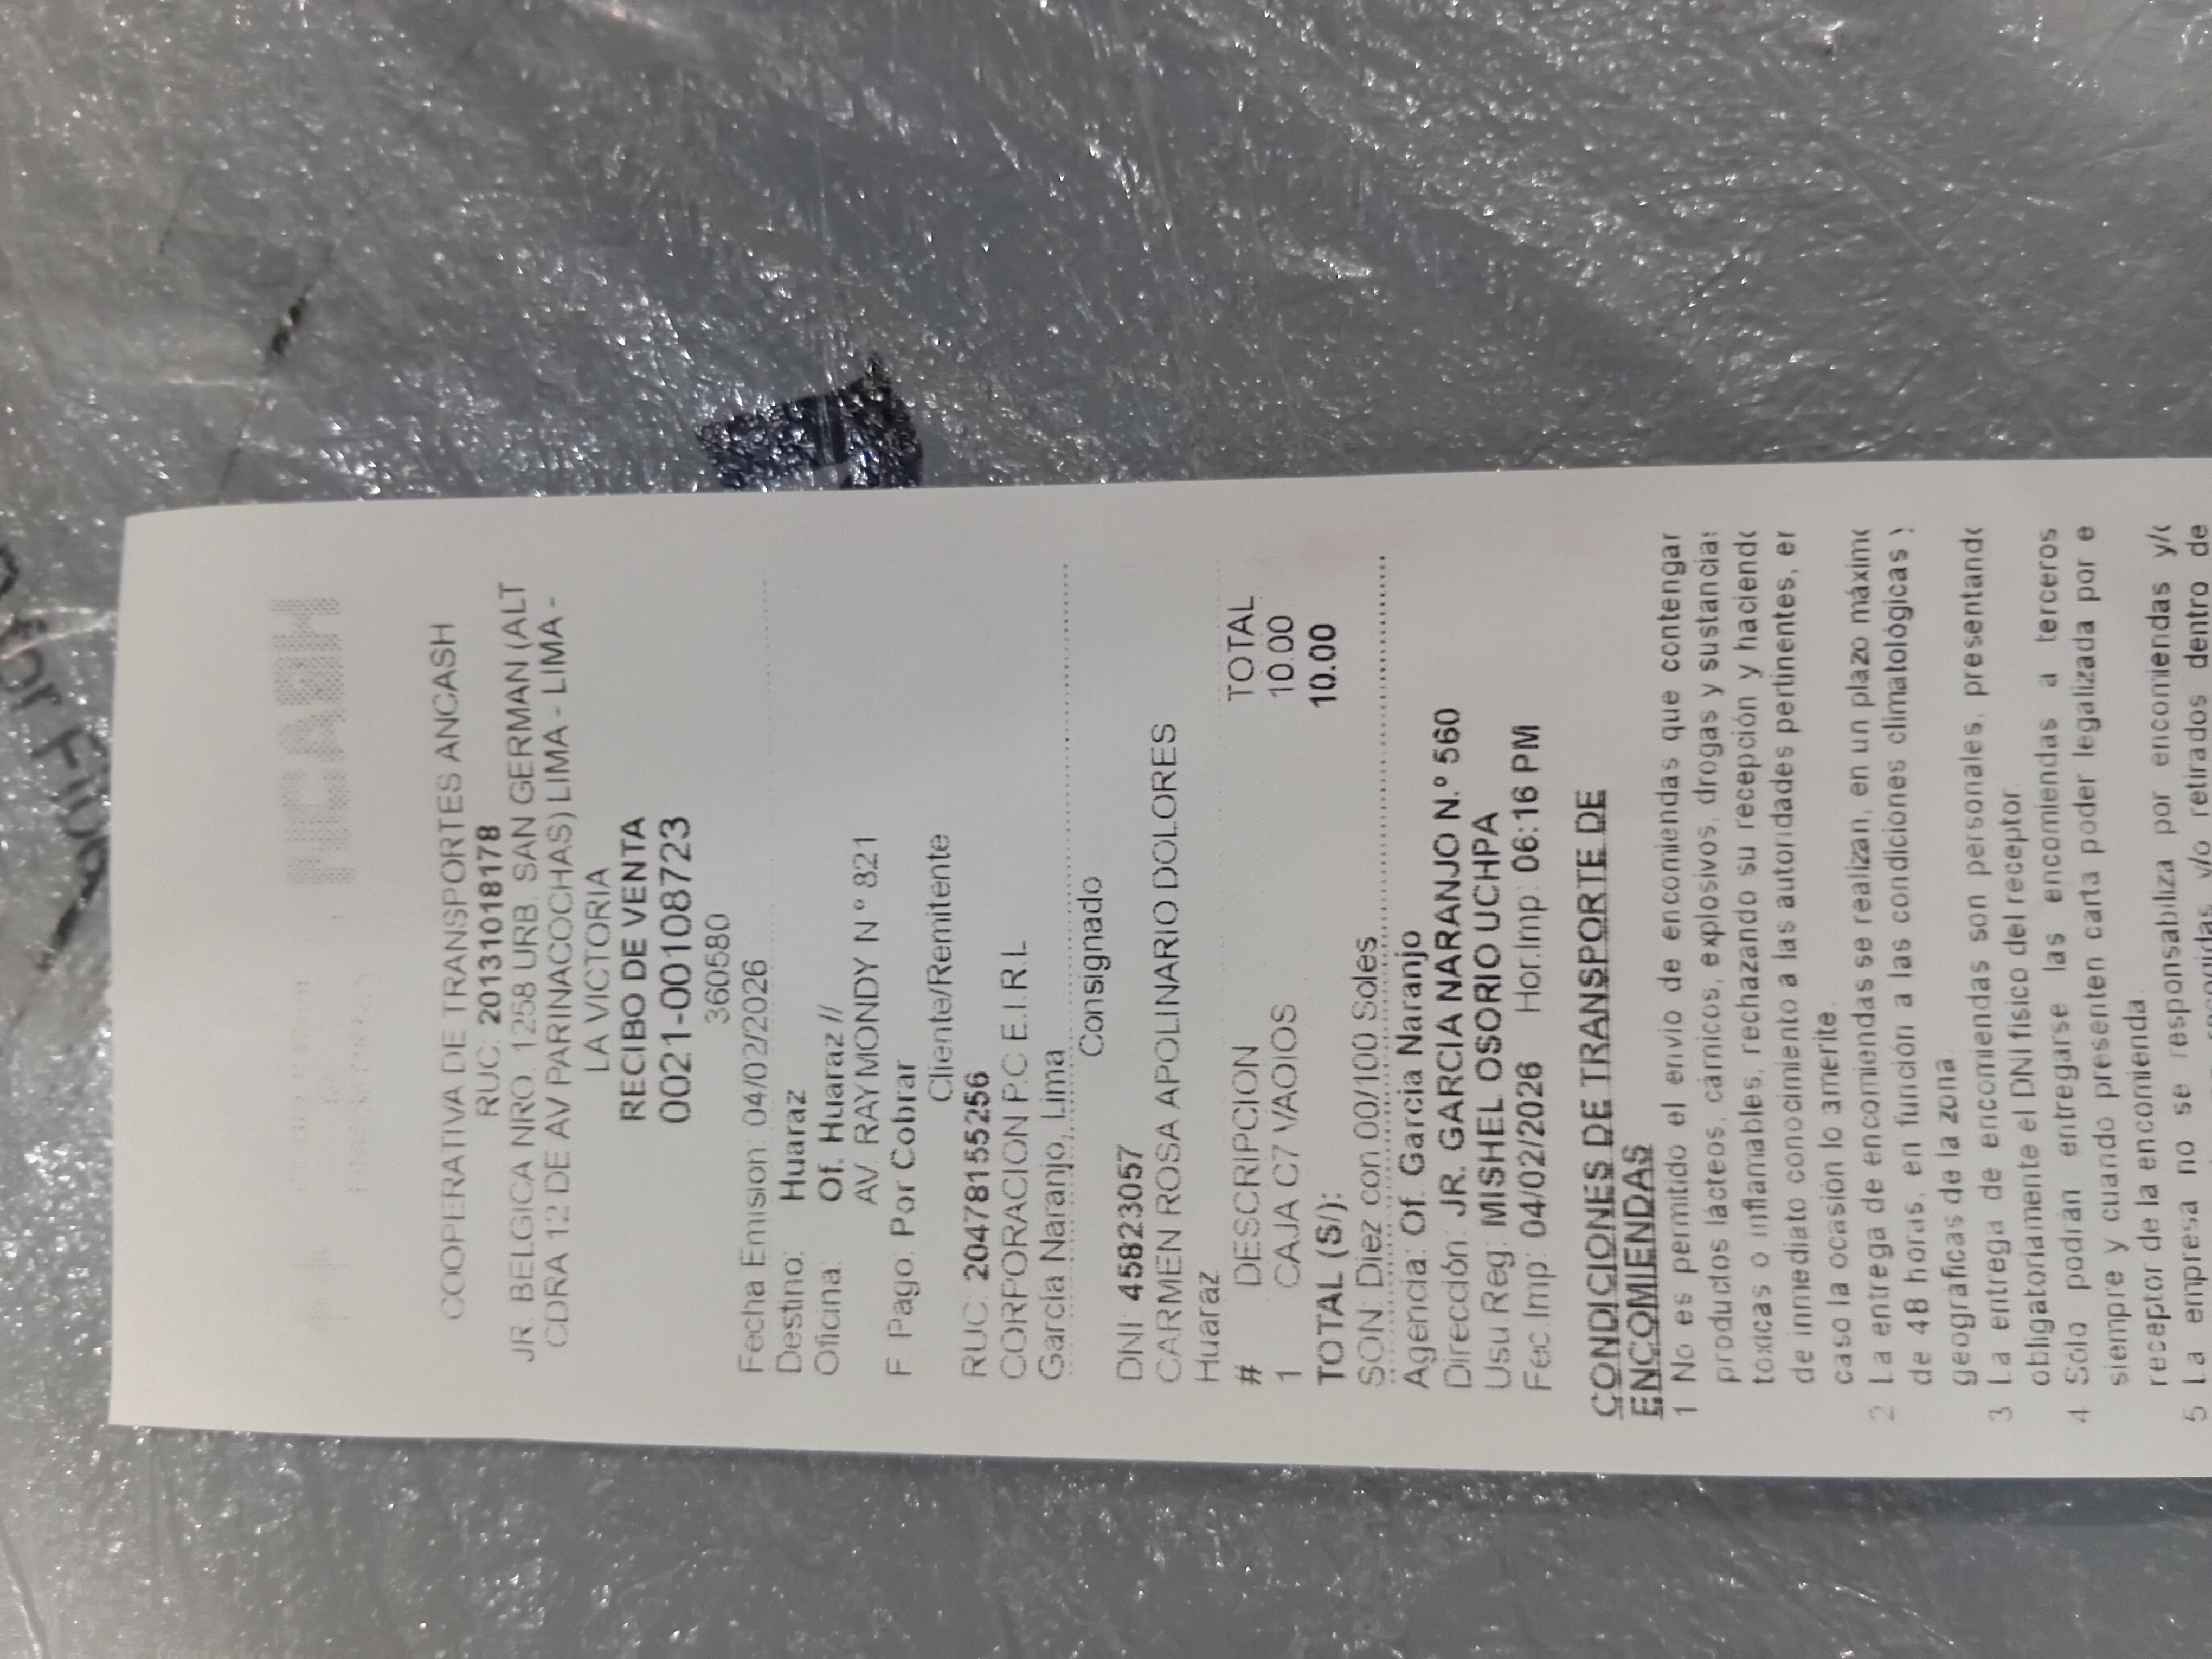 COOPERATIVA DE TRANSPORTES ANCASH
RUC: 20131018178
JR. BELGICA NRO. 1258 URB. SAN GERMAN (ALT
CDRA 12 DE AV PARINACOCHAS) LIMA - LIMA -
LA VICTORIA
RECIBO DE VENTA
0021-00108723
360580
Fecha Emision: 04/02/2026
Destino: Huaraz
Oficina: Of. Huaraz //
AV. RAYMONDY N° 821
F. Pago: Por Cobrar
Cliente/Remitente
RUC: 20478155256
CORPORACION P.C E.I.R.L
García Naranjo, Lima
Consignado
DNI: 45823057
CARMEN ROSA APOLINARIO DOLORES
Huaraz
# DESCRIPCION TOTAL
1 CAJA C7 VAOIOS 10.00
TOTAL (S/): 10.00
SON: Diez con 00/100 Soles
Agencia: Of. García Naranjo
Dirección: JR. GARCIA NARANJO N.º 560
Usu.Reg: MISHEL OSORIO UCHPA
Fec.Imp: 04/02/2026 Hor.Imp: 06:16 PM
CONDICIONES DE TRANSPORTE DE
ENCOMIENDAS
1 No es permitido el envío de encomiendas que contengar
productos lácteos, cárnicos, explosivos, drogas y sustancias
tóxicas o inflamables, rechazando su recepción y haciendo
de inmediato conocimiento a las autoridades pertinentes, er
caso la ocasión lo amerite.
2 La entrega de encomiendas se realizan, en un plazo máximo
de 48 horas, en función a las condiciones climatológicas y
geográficas de la zona
3 La entrega de encomiendas son personales, presentando
obligatoriamente el DNI físico del receptor.
4 Sólo podrán entregarse las encomiendas a terceros
siempre y cuando presenten carta poder legalizada por e
receptor de la encomienda
5 La empresa no se responsabiliza por encomiendas y/o
y/o retirados dentro de